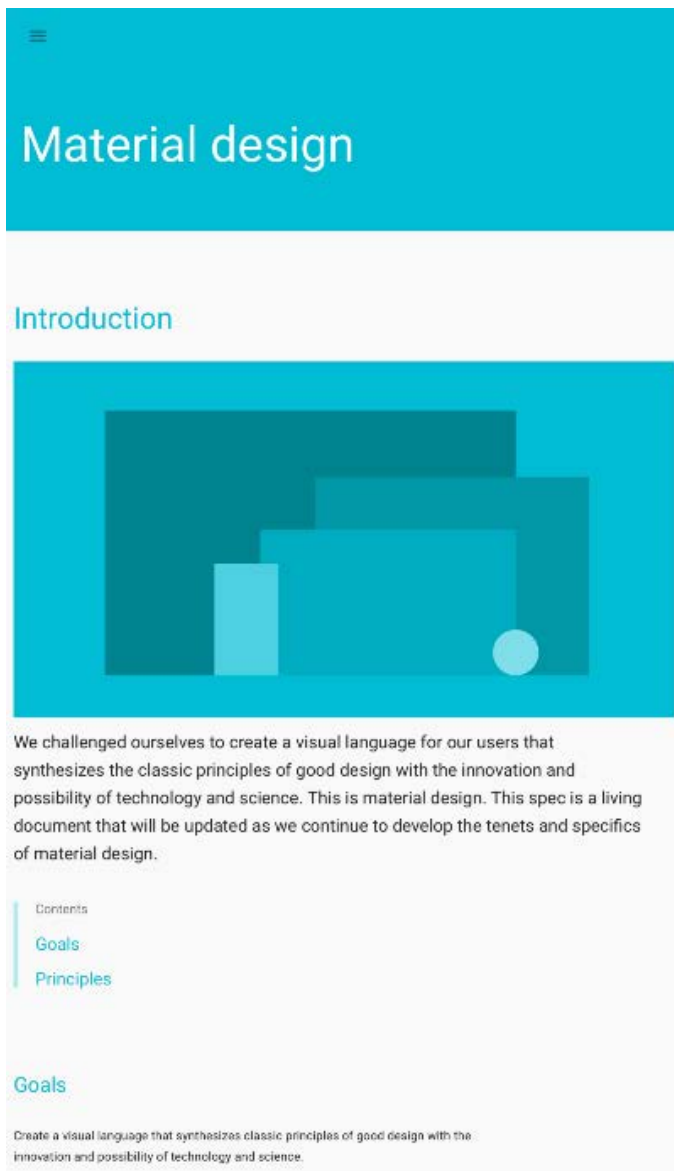 Material design
Introduction
We challenged ourselves to create a visual language for our users that
synthesizes the classic principles of good design with the innovation and
possibility of technology and science. This is material design. This spec is a living
document that will be updated as we continue to develop the tenets and specifics
of material design.
Contents
Goals
Principles
Goals
Create a visual language that synthesizes classic principles of good design with the
innovation and possibility of technology and science.